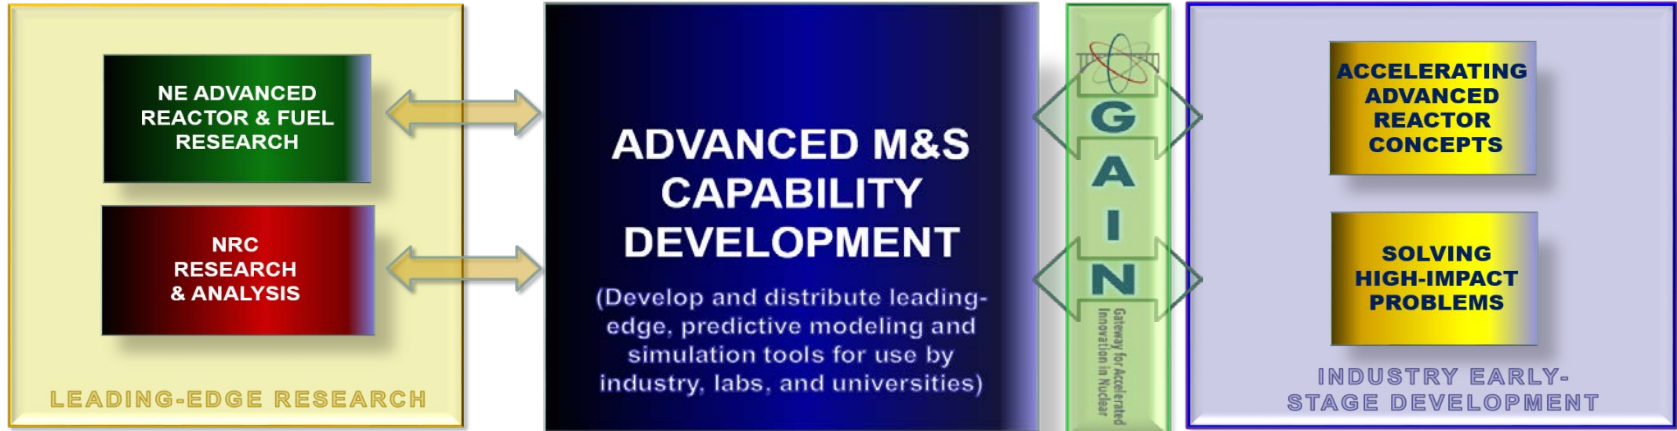 NE ADVANCED
REACTOR & FUEL
RESEARCH
NRC
RESEARCH
& ANALYSIS
LEADING-EDGE RESEARCH
ADVANCED M&S
CAPABILITY
DEVELOPMENT
(Develop and distribute leading-
edge, predictive modeling and
simulation tools for use by
industry, labs, and universities)
GAIN
Gateway for Accelerated
Innovation in Nuclear
ACCELERATING
ADVANCED
REACTOR
CONCEPTS
SOLVING
HIGH-IMPACT
PROBLEMS
INDUSTRY EARLY-
STAGE DEVELOPMENT